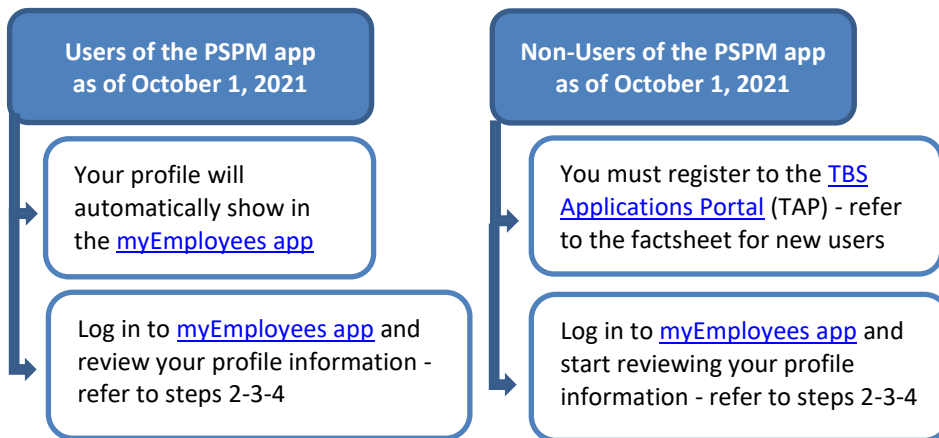 Users of the PSPM app
as of October 1, 2021
Your profile will
automatically show in
the myEmployees app
Log in to myEmployees app and
review your profile information -
refer to steps 2-3-4
Non-Users of the PSPM app
as of October 1, 2021
You must register to the TBS
Applications Portal (TAP) - refer
to the factsheet for new users
Log in to myEmployees app and
start reviewing your profile
information - refer to steps 2-3-4